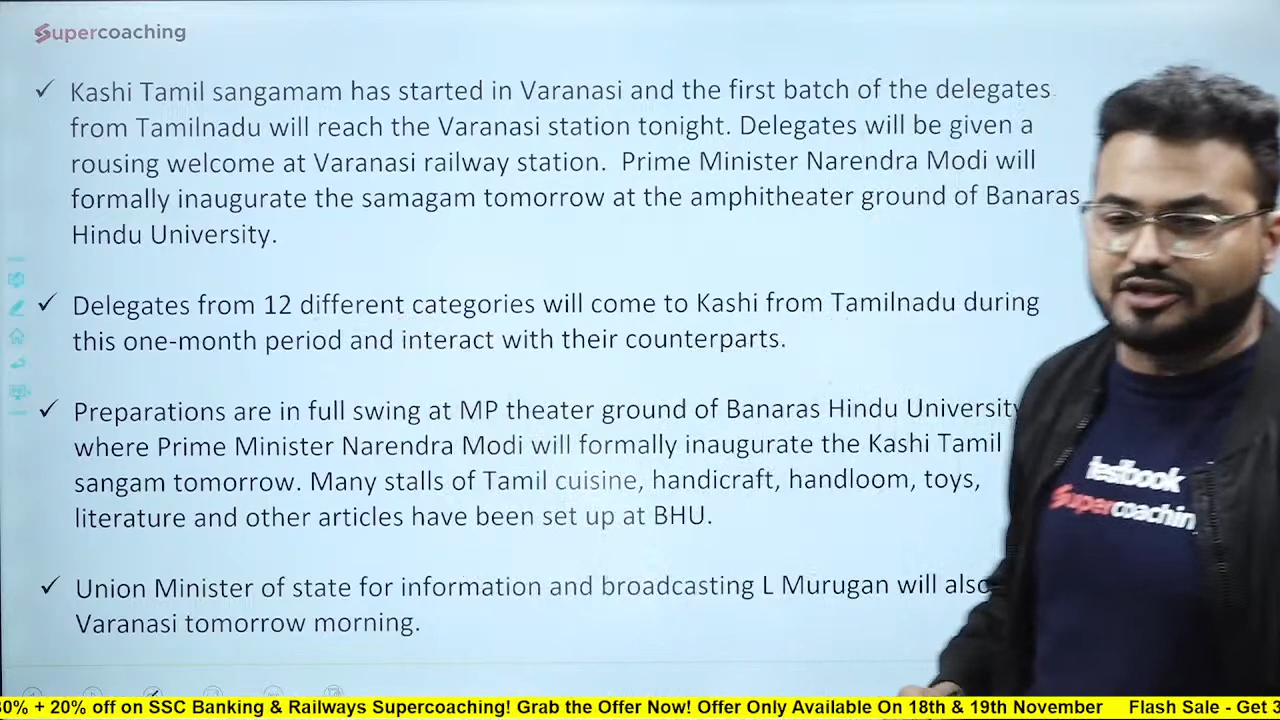 Supercoaching
✓ Kashi Tamil sangamam has started in Varanasi and the first batch of the delegates
from Tamilnadu will reach the Varanasi station tonight. Delegates will be given a
rousing welcome at Varanasi railway station. Prime Minister Narendra Modi will
formally inaugurate the samagam tomorrow at the amphitheater ground of Banaras
Hindu University.
✓ Delegates from 12 different categories will come to Kashi from Tamilnadu during
this one-month period and interact with their counterparts.
✓ Preparations are in full swing at MP theater ground of Banaras Hindu University
where Prime Minister Narendra Modi will formally inaugurate the Kashi Tamil
sangam tomorrow. Many stalls of Tamil cuisine, handicraft, handloom, toys,
literature and other articles have been set up at BHU.
✓ Union Minister of state for information and broadcasting L Murugan will also
Varanasi tomorrow morning.
testbook
Supercoachin
30% + 20% off on SSC Banking & Railways Supercoaching! Grab the Offer Now! Offer Only Available On 18th & 19th November Flash Sale - Get 3